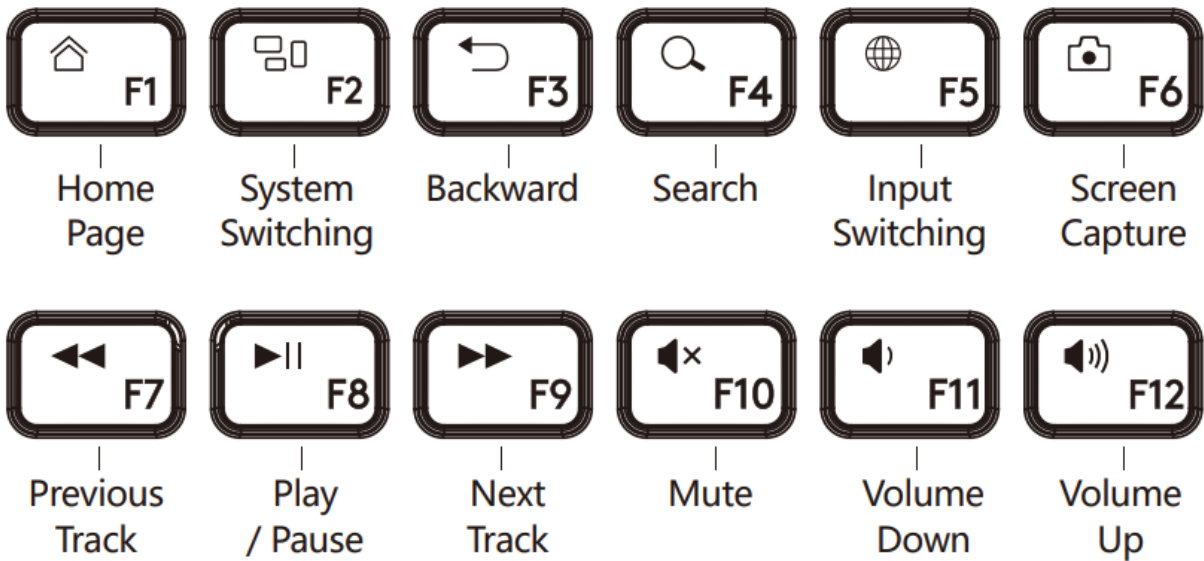 F1 F2 F3 F4 F5 F6
Home System Backward Search Input Screen
Page Switching Switching Capture
F7 F8 F9 F10 F11 F12
Previous Play Next Mute Volume Volume
Track / Pause Track Down Up